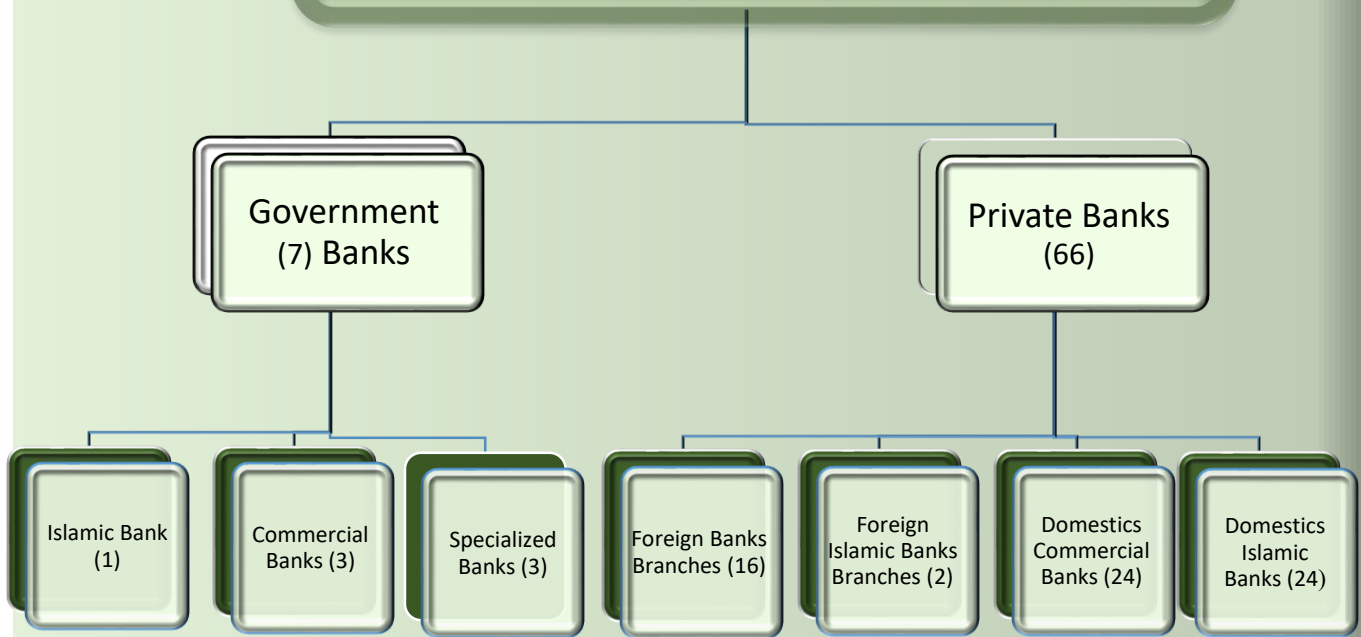 Government
(7) Banks
Private Banks
(66)
Islamic Bank
(1)
Commercial
Banks (3)
Specialized
Banks (3)
Foreign Banks
Branches (16)
Foreign
Islamic Banks
Branches (2)
Domestics
Commercial
Banks (24)
Domestics
Islamic
Banks (24)